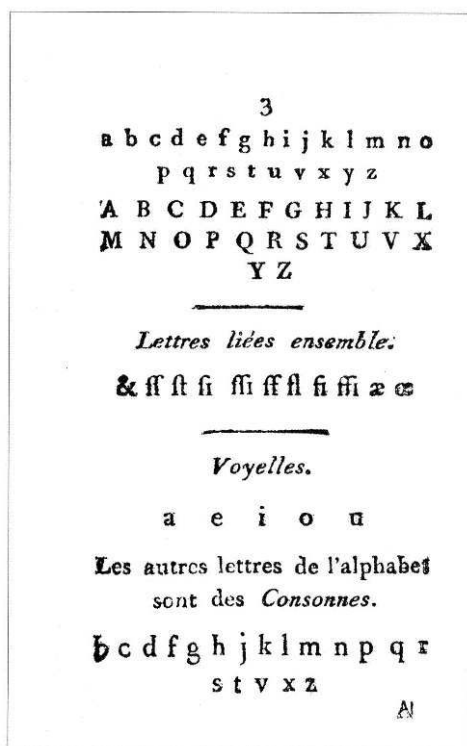 3
a b c d e f g h i j k l m n o
p q r s t u v x y z
A B C D E F G H I J K L
M N O P Q R S T U V X
Y Z
Lettres liées ensemble.
& ſſ ſt ſi ſſi ff fl fi ffi æ œ
Voyelles.
a e i o u
Les autres lettres de l'alphabet
sont des Consonnes.
b c d f g h j k l m n p q r
s t v x z